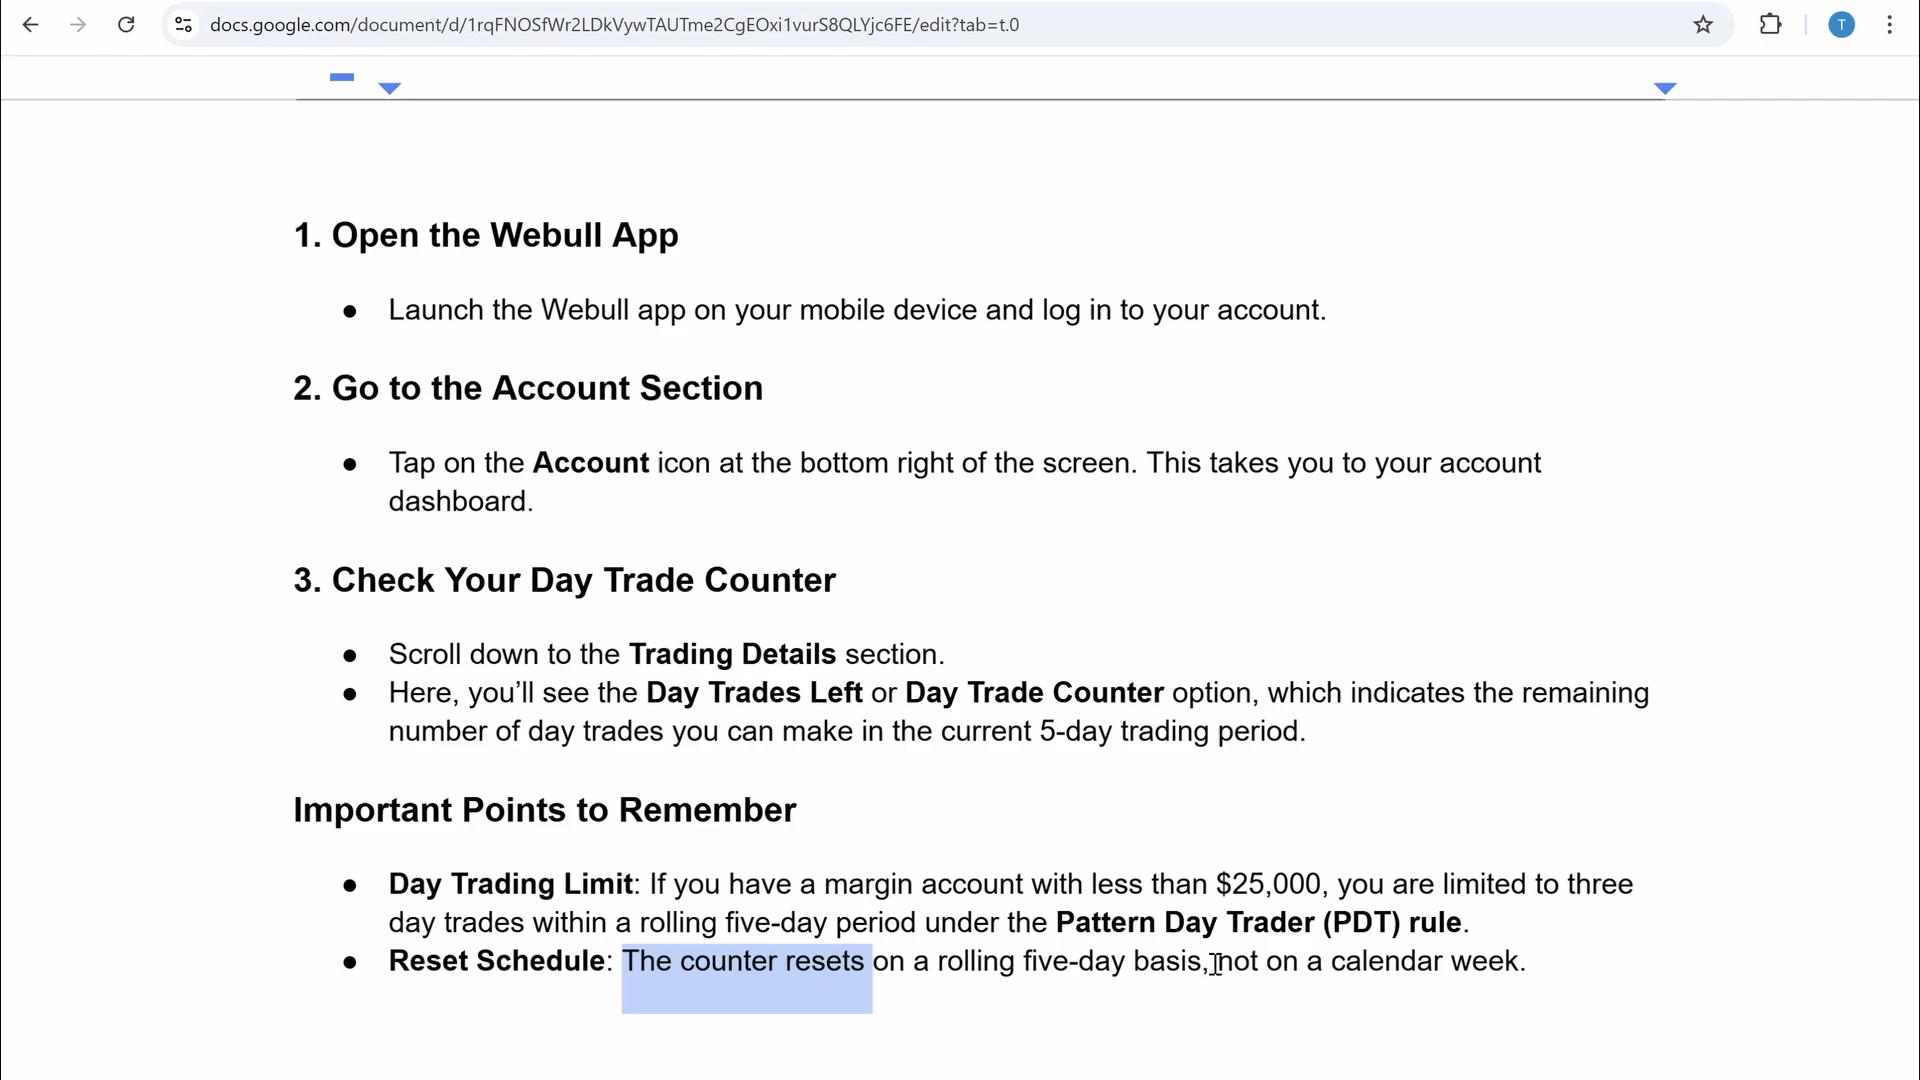 docs.google.com/document/d/1rqFNOSfWr2LDkVywTAUTme2CgEOxi1vurS8QLYjc6FE/edit?tab=t.0
T
1. Open the Webull App
● Launch the Webull app on your mobile device and log in to your account.
2. Go to the Account Section
● Tap on the Account icon at the bottom right of the screen. This takes you to your account
dashboard.
3. Check Your Day Trade Counter
● Scroll down to the Trading Details section.
● Here, you’ll see the Day Trades Left or Day Trade Counter option, which indicates the remaining
number of day trades you can make in the current 5-day trading period.
Important Points to Remember
● Day Trading Limit: If you have a margin account with less than $25,000, you are limited to three
day trades within a rolling five-day period under the Pattern Day Trader (PDT) rule.
● Reset Schedule: The counter resets on a rolling five-day basis, not on a calendar week.